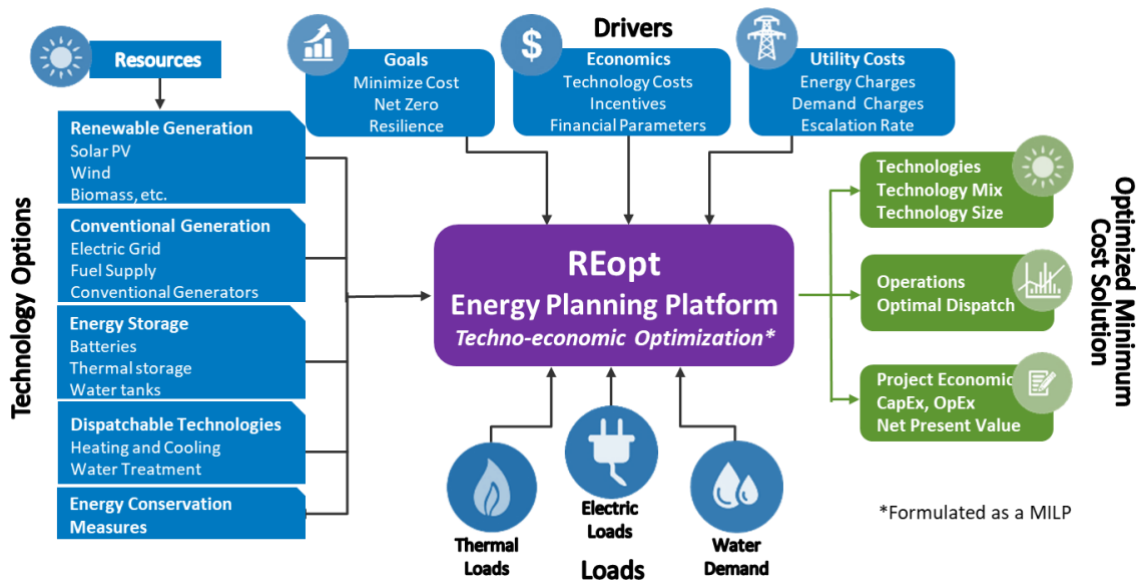 Drivers
Resources
Goals
Minimize Cost
Net Zero
Resilience
$
Economics
Technology Costs
Incentives
Financial Parameters
Utility Costs
Energy Charges
Demand Charges
Escalation Rate
Technology Options
Renewable Generation
Solar PV
Wind
Biomass, etc.
Conventional Generation
Electric Grid
Fuel Supply
Conventional Generators
Energy Storage
Batteries
Thermal storage
Water tanks
Dispatchable Technologies
Heating and Cooling
Water Treatment
Energy Conservation
Measures
REopt
Energy Planning Platform
Techno-economic Optimization*
Thermal
Loads
Electric
Loads
Water
Demand
Loads
Technologies
Technology Mix
Technology Size
Operations
Optimal Dispatch
Project Economic
CapEx, OpEx
Net Present Value
Optimized Minimum
Cost Solution
*Formulated as a MILP